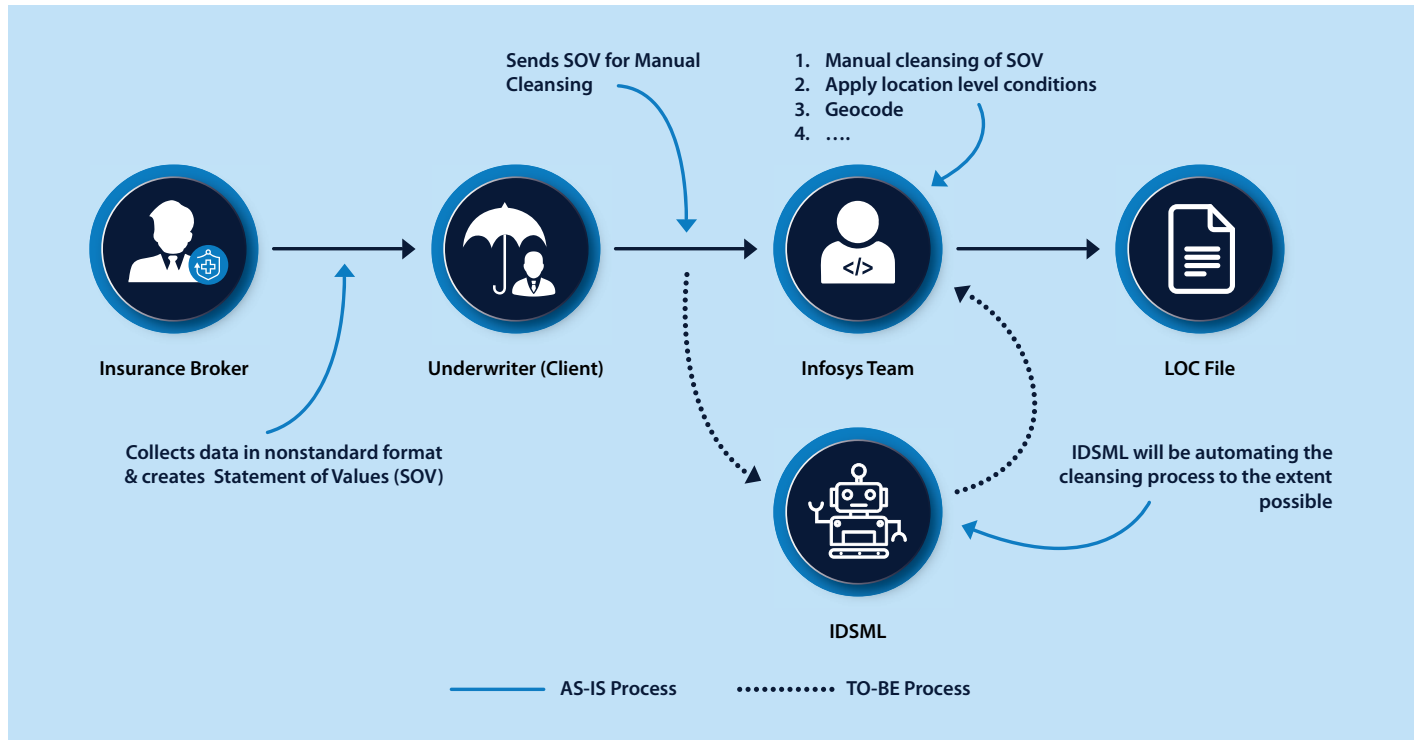 Sends SOV for Manual
Cleansing
1. Manual cleansing of SOV
2. Apply location level conditions
3. Geocode
4. ….
</>
Insurance Broker
Underwriter (Client)
Infosys Team
LOC File
Collects data in nonstandard format
& creates Statement of Values (SOV)
IDSML will be automating the
cleansing process to the extent
possible
IDSML
AS-IS Process
TO-BE Process